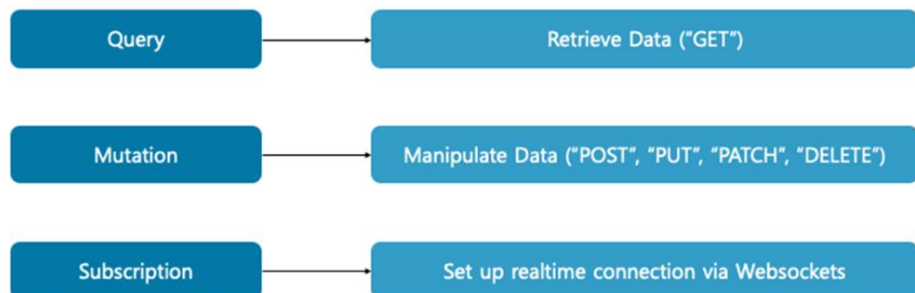 Query
Retrieve Data (“GET”)
Mutation
Manipulate Data (“POST”, “PUT”, “PATCH”, “DELETE”)
Subscription
Set up realtime connection via Websockets